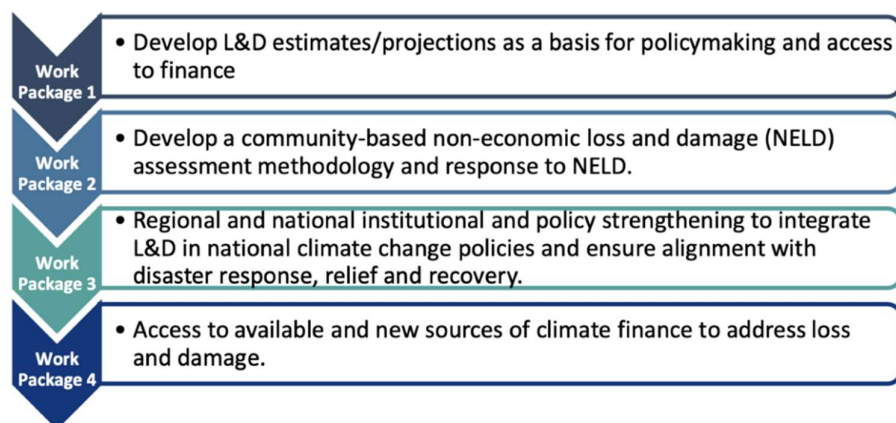 Work
Package 1
• Develop L&D estimates/projections as a basis for policymaking and access
to finance
Work
Package 2
• Develop a community-based non-economic loss and damage (NELD)
assessment methodology and response to NELD.
Work
Package 3
• Regional and national institutional and policy strengthening to integrate
L&D in national climate change policies and ensure alignment with
disaster response, relief and recovery.
Work
Package 4
• Access to available and new sources of climate finance to address loss
and damage.